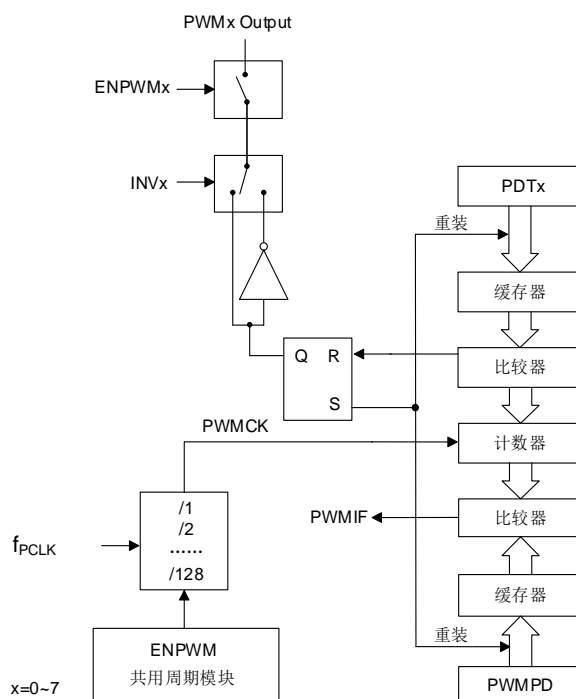 PWMx Output
ENPWMx
INVx
PDTx
重装
缓存器
Q R
比较器
S
PWMCK
计数器
/1
/2
......
/128
fPCLK
PWMIF
比较器
缓存器
重装
ENPWM
共用周期模块
PWMPD
x=0~7